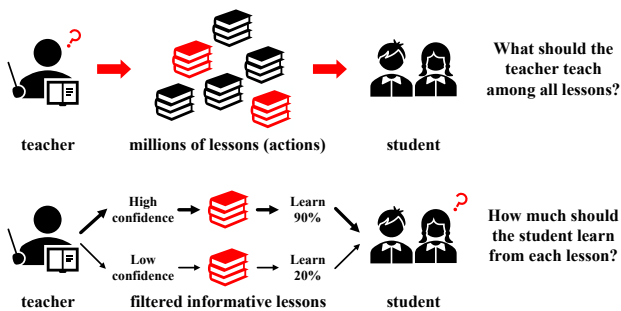 ?
What should the
teacher teach
among all lessons?
teacher
millions of lessons (actions)
student
High
confidence
Learn
90%
?
How much should
the student learn
from each lesson?
Low
confidence
Learn
20%
teacher
filtered informative lessons
student